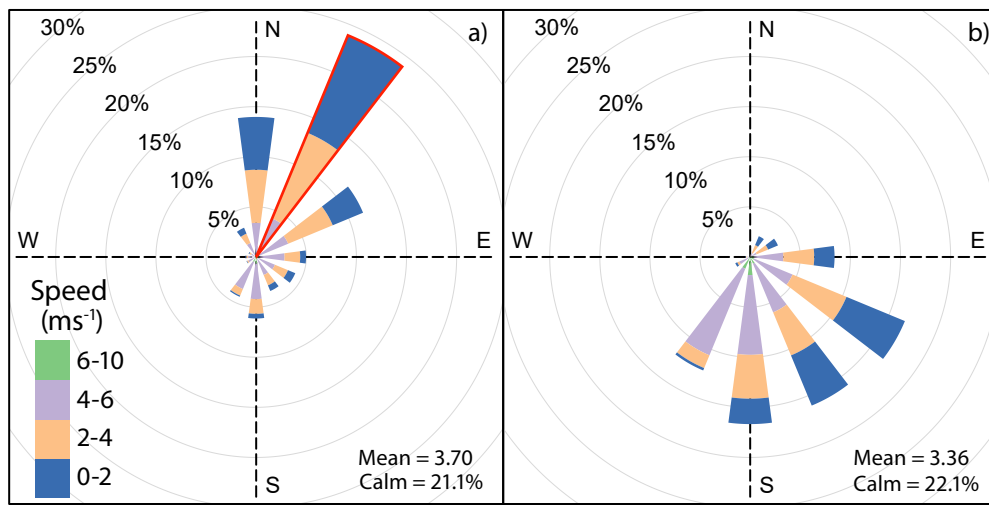 30%
N
a)
25%
20%
15%
10%
5%
W
E
Speed
(ms⁻¹)
6-10
4-6
2-4
0-2
Mean = 3.70
Calm = 21.1%
S
30%
N
b)
25%
20%
15%
10%
5%
W
E
Mean = 3.36
Calm = 22.1%
S